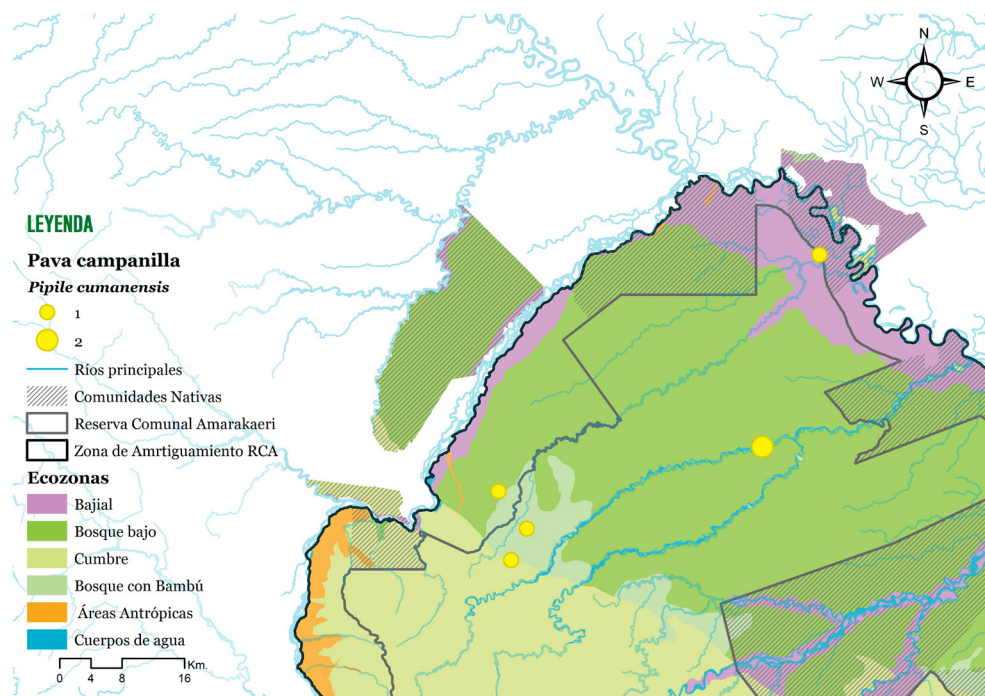 N
W E
S
LEYENDA
Pava campanilla
Pipile cumanensis
1
2
Ríos principales
Comunidades Nativas
Reserva Comunal Amarakaeri
Zona de Amrtiguamiento RCA
Ecozonas
Bajial
Bosque bajo
Cumbre
Bosque con Bambú
Áreas Antrópicas
Cuerpos de agua
Km.
0 4 8 16